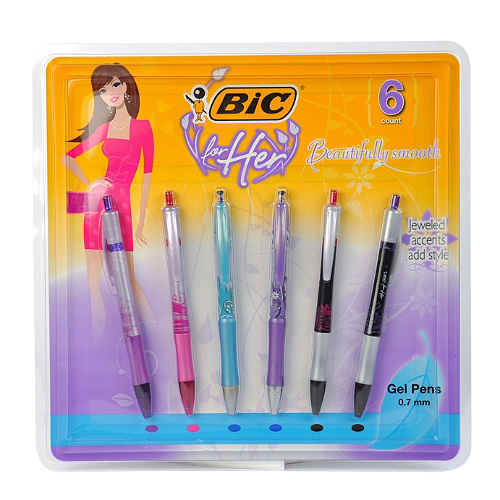 BIC
for Her
6
count
Beautifully smooth
Jeweled
accents
add style
Gel Pens
0.7 mm